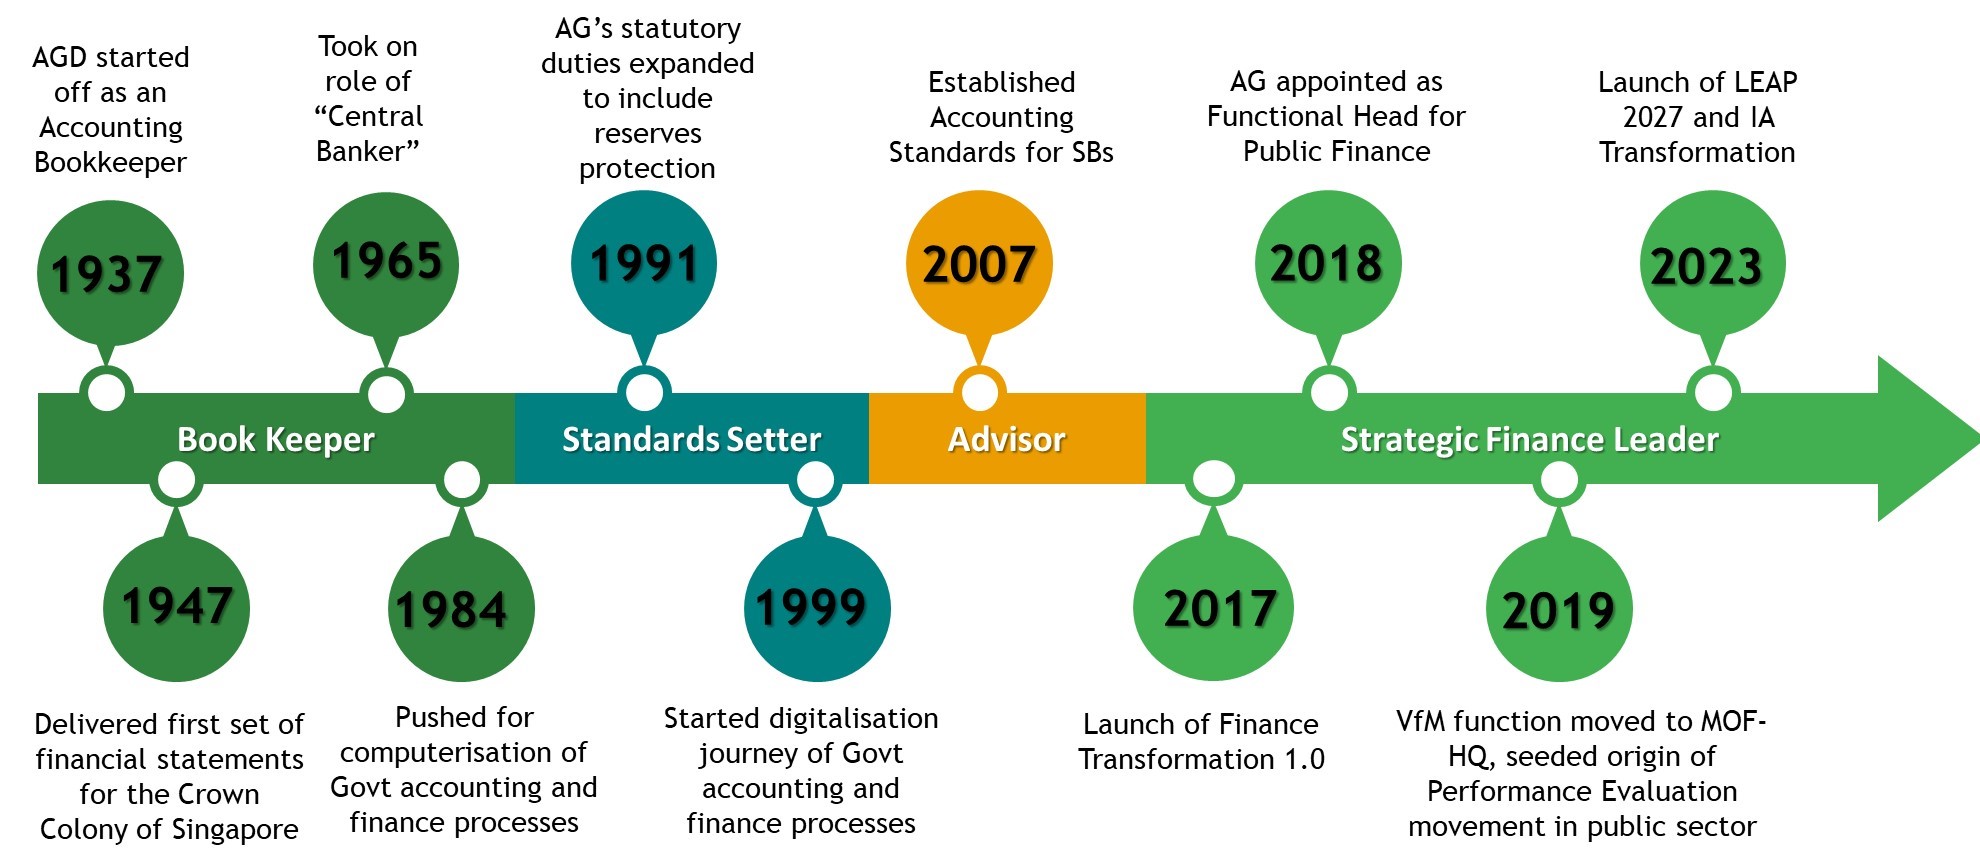 AGD started
off as an
Accounting
Bookkeeper
Took on
role of
“Central
Banker”
AG’s statutory
duties expanded
to include
reserves
protection
Established
Accounting
Standards for SBs
AG appointed as
Functional Head for
Public Finance
Launch of LEAP
2027 and IA
Transformation
1937
1965
1991
2007
2018
2023
Book Keeper
Standards Setter
Advisor
Strategic Finance Leader
1947
1984
1999
2017
2019
Delivered first set of
financial statements
for the Crown
Colony of Singapore
Pushed for
computerisation of
Govt accounting and
finance processes
Started digitalisation
journey of Govt
accounting and
finance processes
Launch of Finance
Transformation 1.0
VfM function moved to MOF-
HQ, seeded origin of
Performance Evaluation
movement in public sector